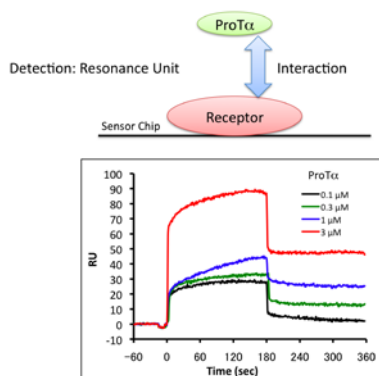 ProTα
Detection: Resonance Unit
Interaction
Receptor
Sensor Chip
ProTα
0.1 μM
0.3 μM
1 μM
3 μM
100
90
80
70
60
50
40
30
20
10
0
-10
RU
-60 0 60 120 180 240 300 360
Time (sec)